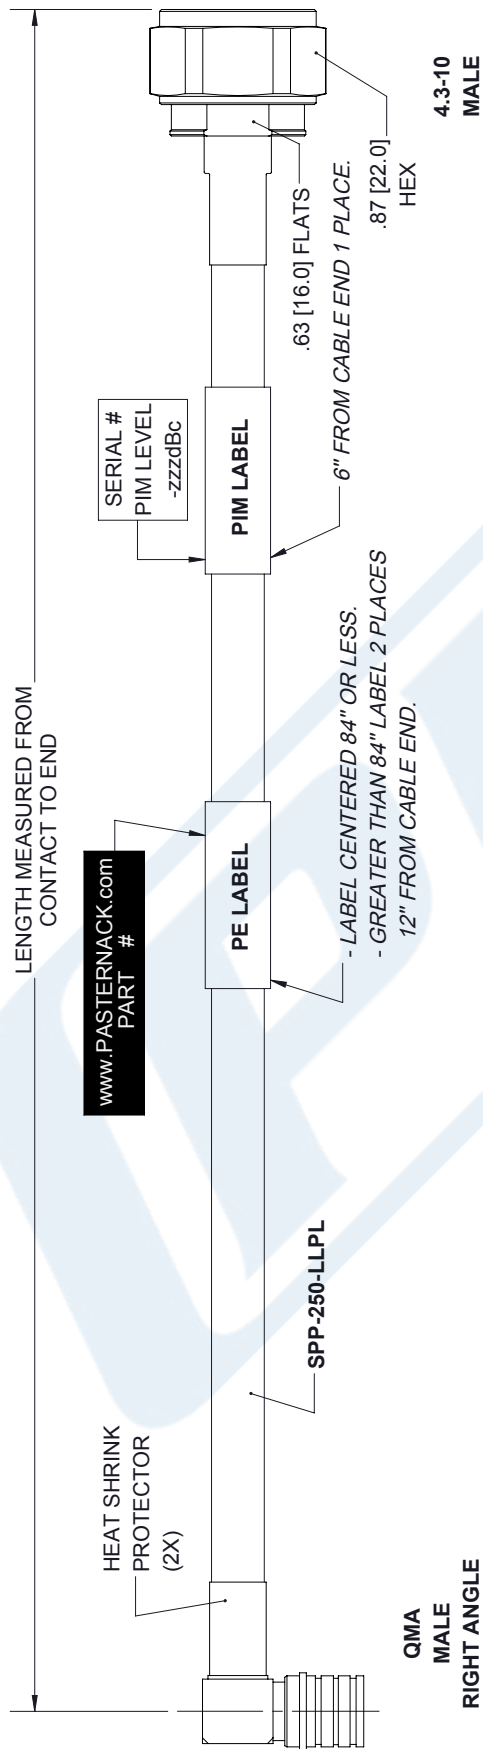 LENGTH MEASURED FROM
CONTACT TO END
HEAT SHRINK
PROTECTOR
(2X)
www.PASTERNACK.com
PART #
SERIAL #
PIM LEVEL
-zzzdBc
PE LABEL
PIM LABEL
SPP-250-LLPL
- LABEL CENTERED 84" OR LESS.
- GREATER THAN 84" LABEL 2 PLACES
12" FROM CABLE END.
.63 [16.0] FLATS
6" FROM CABLE END 1 PLACE.
.87 [22.0]
HEX
QMA
MALE
RIGHT ANGLE
4.3-10
MALE